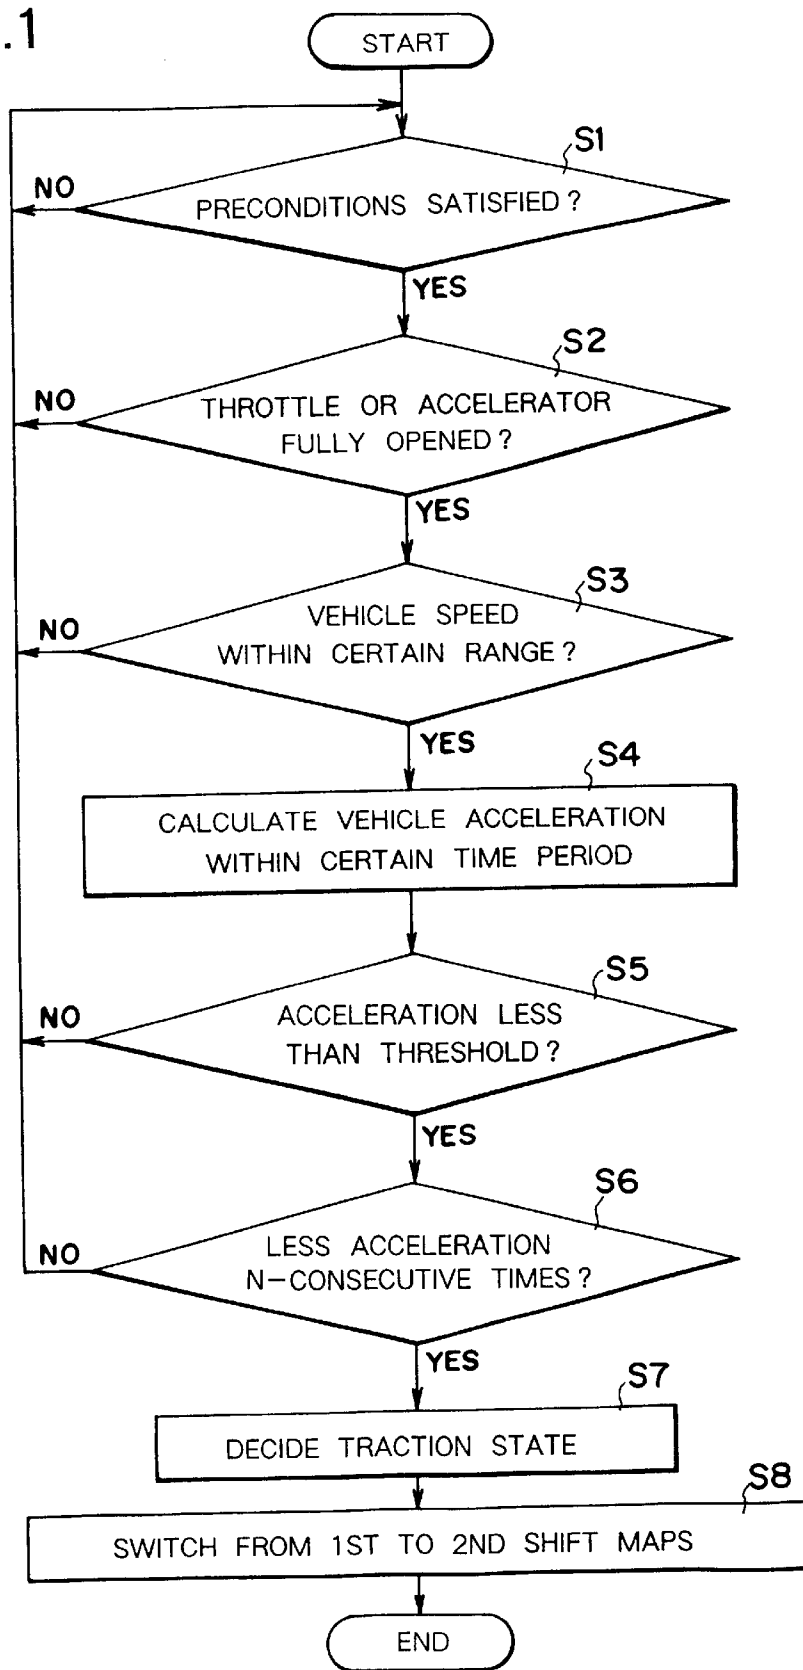 .1
START
S1
NO
PRECONDITIONS SATISFIED ?
YES
S2
NO
THROTTLE OR ACCELERATOR
FULLY OPENED ?
YES
S3
NO
VEHICLE SPEED
WITHIN CERTAIN RANGE ?
YES
S4
CALCULATE VEHICLE ACCELERATION
WITHIN CERTAIN TIME PERIOD
S5
NO
ACCELERATION LESS
THAN THRESHOLD ?
YES
S6
NO
LESS ACCELERATION
N-CONSECUTIVE TIMES ?
YES
S7
DECIDE TRACTION STATE
S8
SWITCH FROM 1ST TO 2ND SHIFT MAPS
END